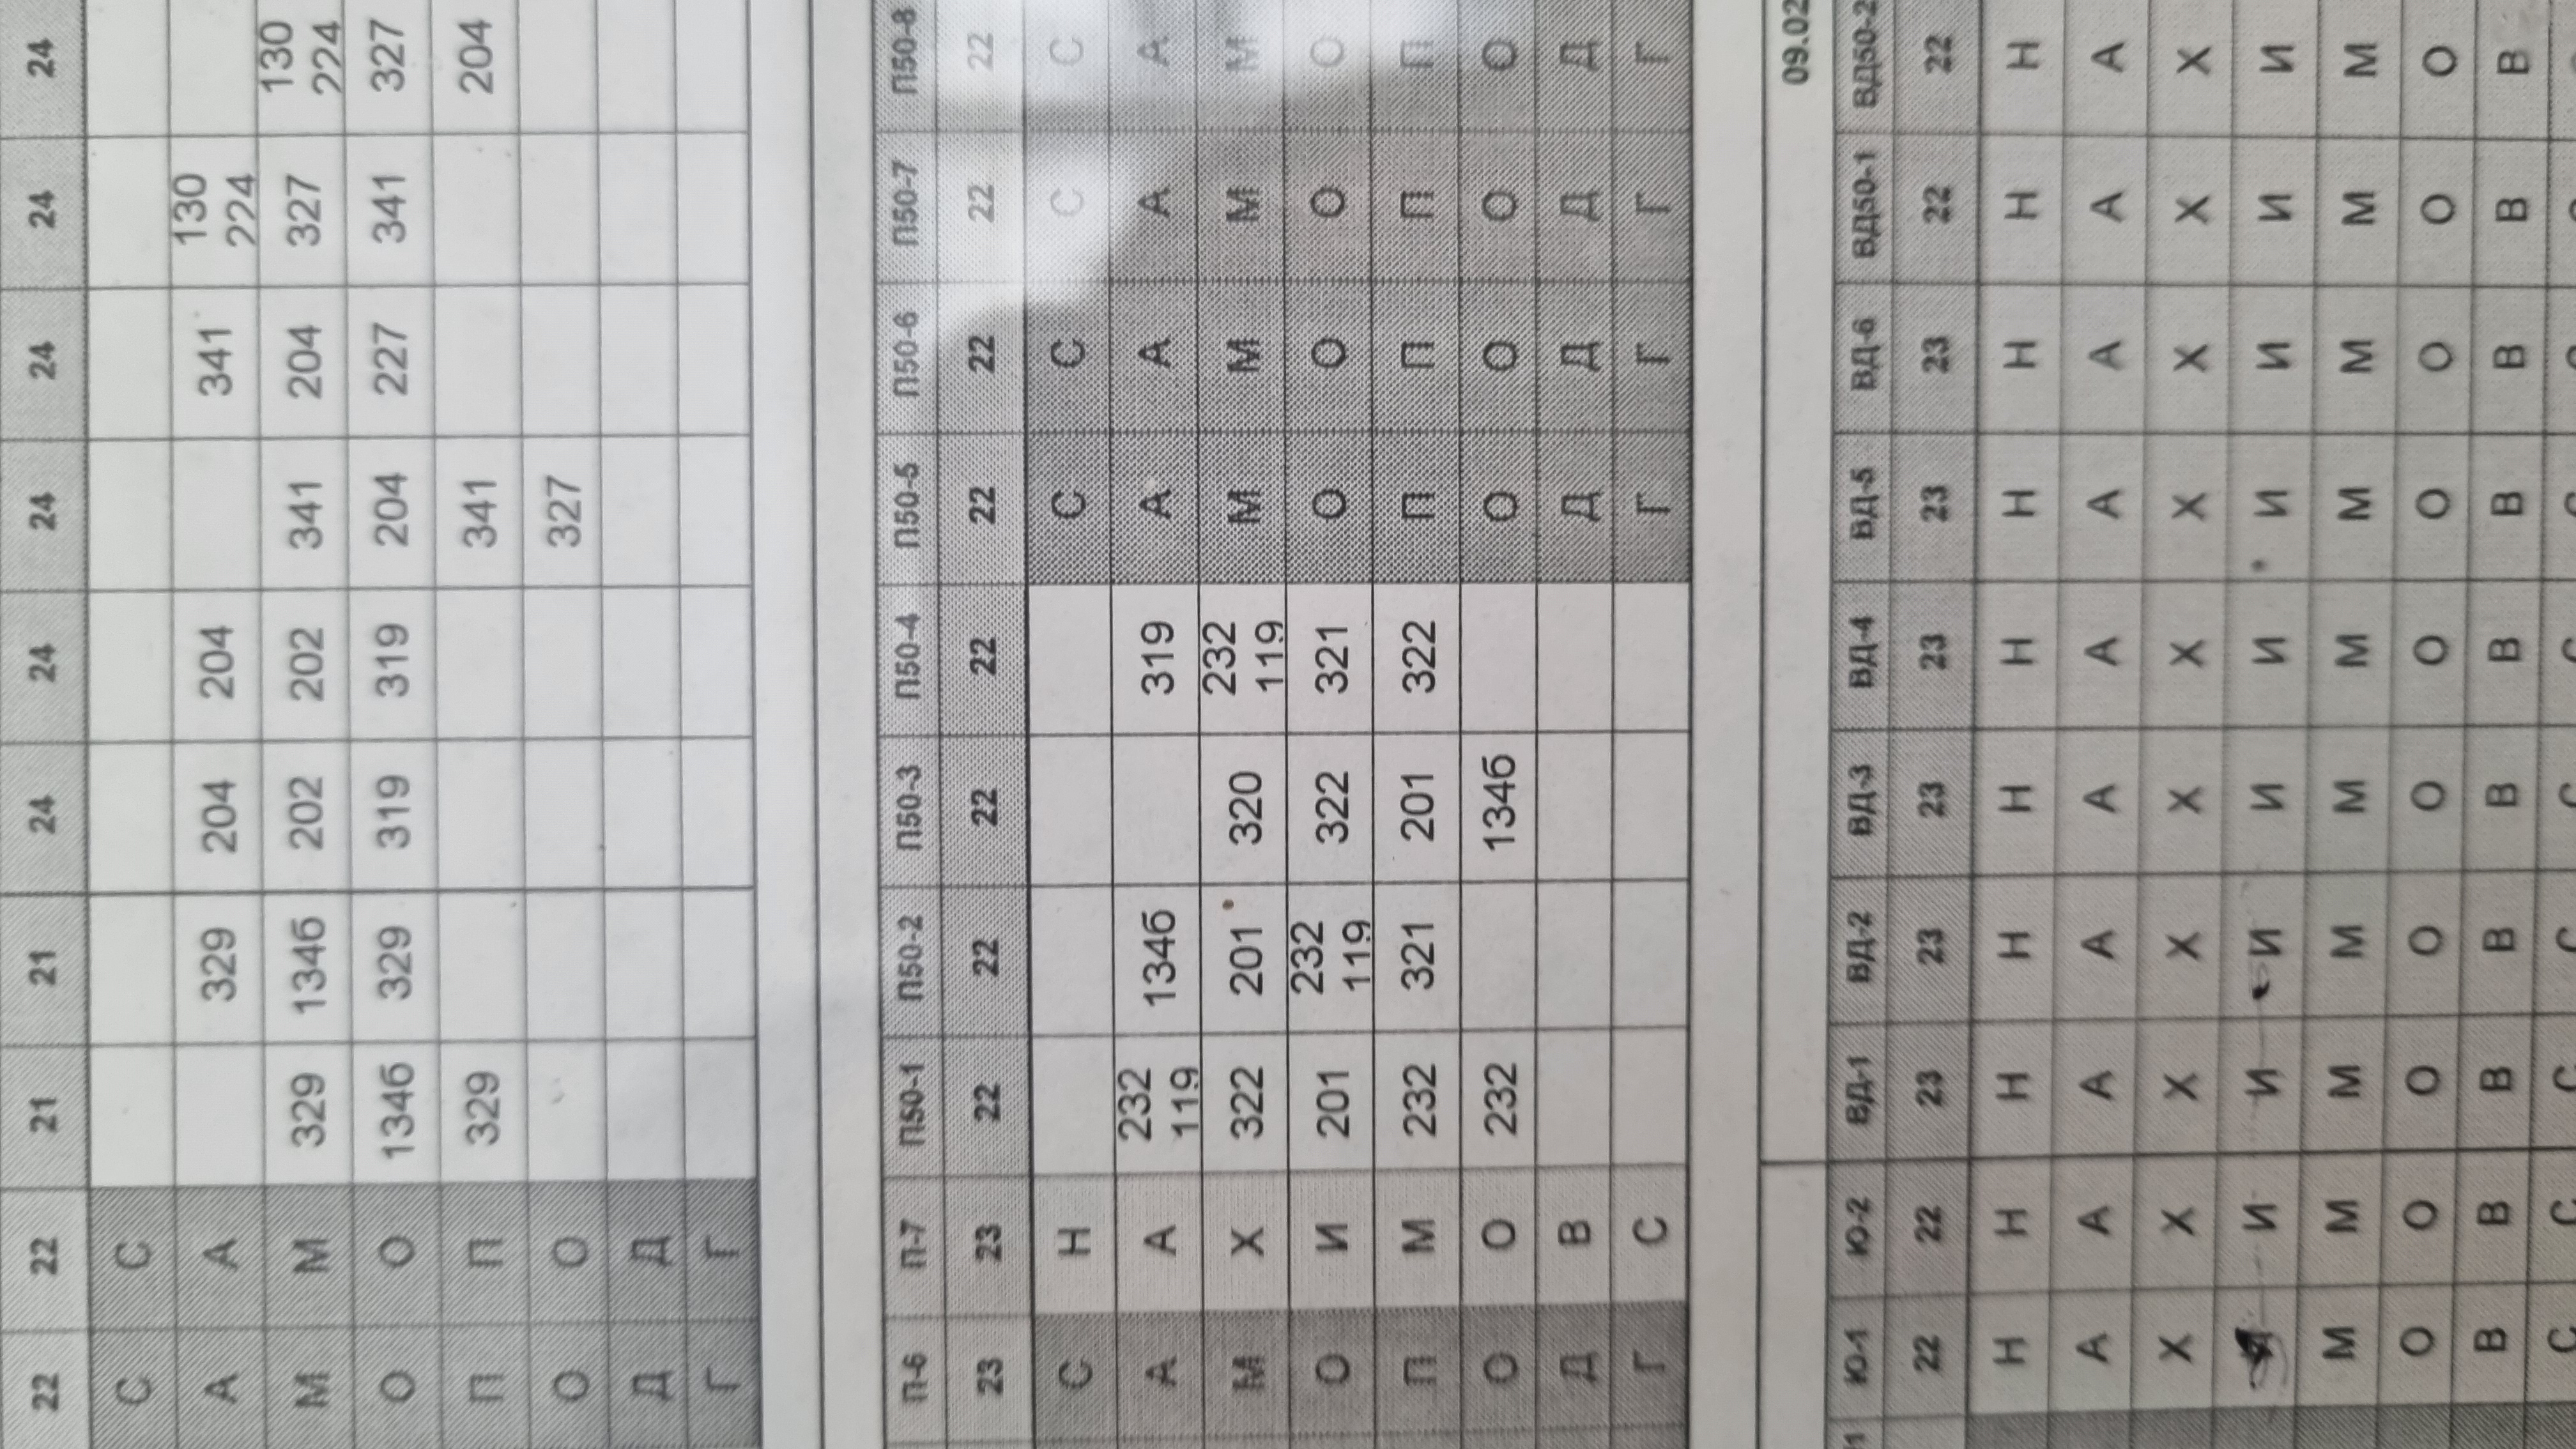 22 22 21 21 24 24 24 24 24 24
С С
А А 329 204 204 341 130 224
М М 329 134б 202 202 341 204 327 130 224
О О 134б 329 319 319 204 227 341 327
П П 329 341 204
О О 327
Д Д
Г Г
П-6 П-7 П50-1 П50-2 П50-3 П50-4 П50-5 П50-6 П50-7 П50-8
23 23 22 22 22 22 22 22 22 22
С Н С С С С
А А 232 119 134б 319 А А А А
М Х 322 201 320 232 119 М М М М
О И 201 232 119 322 321 О О О О
П М 232 321 201 322 П П П П
О О 232 134б О О О О
Д В Д Д Д Д
Г С Г Г Г Г
09.02
Ю-1 Ю-2 ВД-1 ВД-2 ВД-3 ВД-4 ВД-5 ВД-6 ВД50-1 ВД50-2
22 22 23 23 23 23 23 23 22 22
Н Н Н Н Н Н Н Н Н Н
А А А А А А А А А А
Х Х Х Х Х Х Х Х Х Х
И И И И И И И И И
М М М М М М М М М М
О О О О О О О О О О
В В В В В В В В В В
С С С С С С С С С С